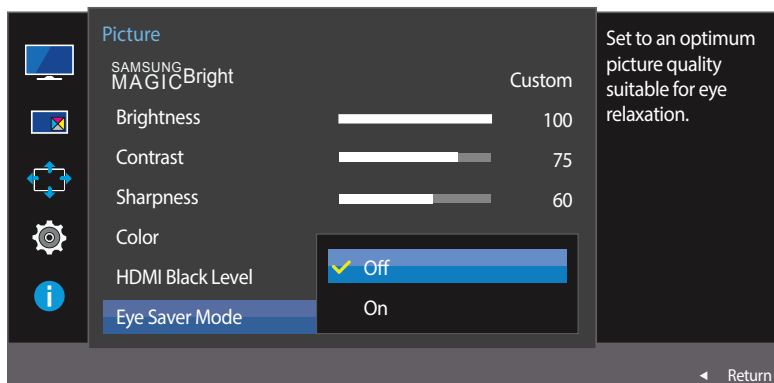 Picture
SAMSUNG
MAGICBright Custom
Brightness 100
Contrast 75
Sharpness 60
Color
HDMI Black Level
Eye Saver Mode
Off
On
Set to an optimum
picture quality
suitable for eye
relaxation.
Return